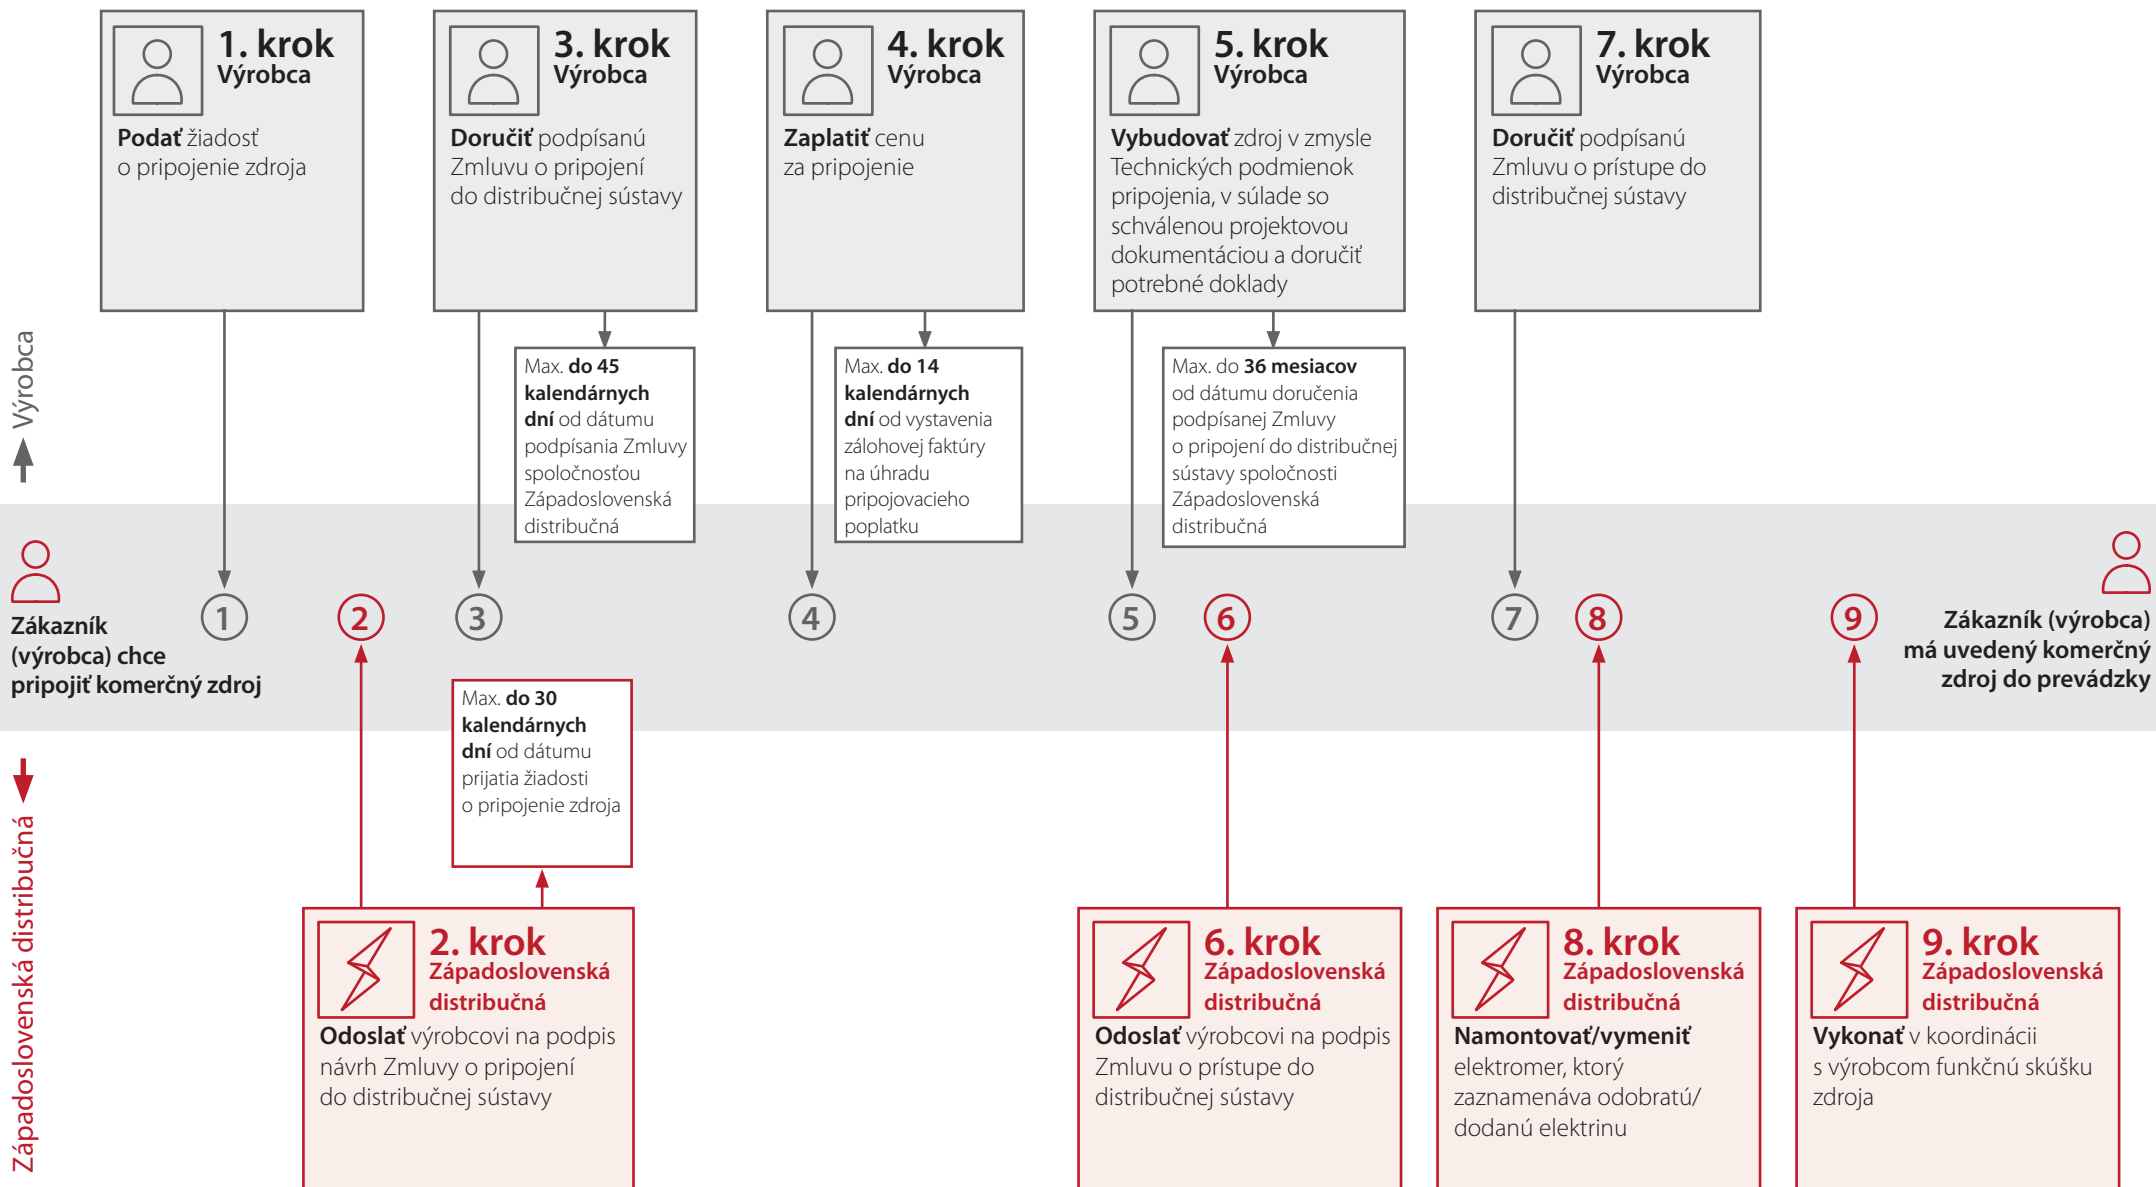 1. krok
Výrobca
Podať žiadosť
o pripojenie zdroja
3. krok
Výrobca
Doručiť podpísanú
Zmluvu o pripojení
do distribučnej sústavy
4. krok
Výrobca
Zaplatiť cenu
za pripojenie
5. krok
Výrobca
Vybudovať zdroj v zmysle
Technických podmienok
pripojenia, v súlade so
schválenou projektovou
dokumentáciou a doručiť
potrebné doklady
7. krok
Výrobca
Doručiť podpísanú
Zmluvu o prístupe do
distribučnej sústavy
Výrobca
Max. do 45
kalendárnych
dní od dátumu
podpísania Zmluvy
spoločnosťou
Západoslovenská
distribučná
Max. do 14
kalendárnych
dní od vystavenia
zálohovej faktúry
na úhradu
pripojovacieho
poplatku
Max. do 36 mesiacov
od dátumu doručenia
podpísanej Zmluvy
o pripojení do distribučnej
sústavy spoločnosti
Západoslovenská
distribučná
Zákazník
(výrobca) chce
pripojiť komerčný zdroj
1
2
3
4
5
6
7
8
9
Zákazník (výrobca)
má uvedený komerčný
zdroj do prevádzky
Max. do 30
kalendárnych
dní od dátumu
prijatia žiadosti
o pripojenie zdroja
Západoslovenská distribučná
2. krok
Západoslovenská
distribučná
Odoslať výrobcovi na podpis
návrh Zmluvy o pripojení
do distribučnej sústavy
6. krok
Západoslovenská
distribučná
Odoslať výrobcovi na podpis
Zmluvu o prístupe do
distribučnej sústavy
8. krok
Západoslovenská
distribučná
Namontovať/vymeniť
elektromer, ktorý
zaznamenáva odobratú/
dodanú elektrinu
9. krok
Západoslovenská
distribučná
Vykonať v koordinácii
s výrobcom funkčnú skúšku
zdroja